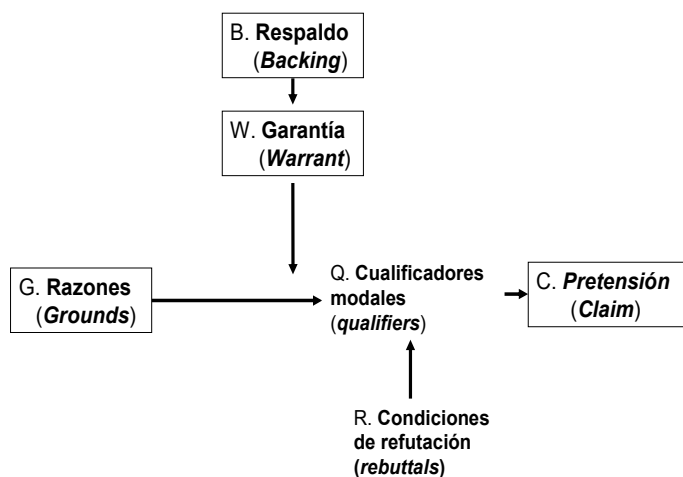 B. Respaldo
(Backing)
W. Garantía
(Warrant)
G. Razones
(Grounds)
Q. Cualificadores
modales
(qualifiers)
C. Pretensión
(Claim)
R. Condiciones
de refutación
(rebuttals)